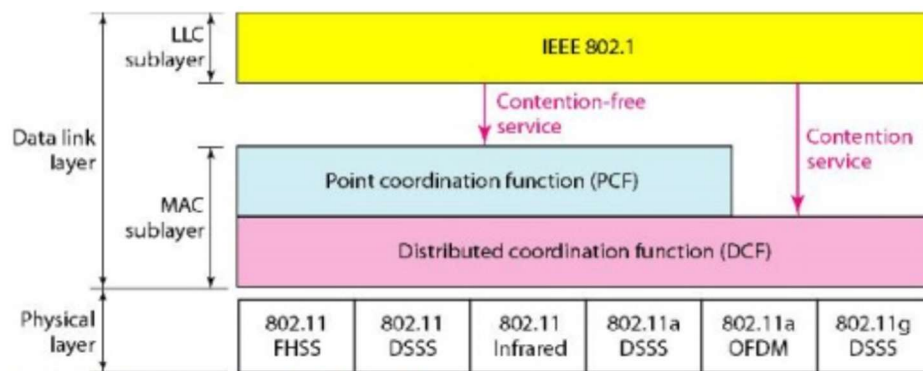 LLC
sublayer
IEEE 802.1
Contention-free
service
Contention
service
Data link
layer
MAC
sublayer
Point coordination function (PCF)
Distributed coordination function (DCF)
Physical
layer
802.11
FHSS
802.11
DSSS
802.11
Infrared
802.11a
DSSS
802.11a
OFDM
802.11g
DSSS